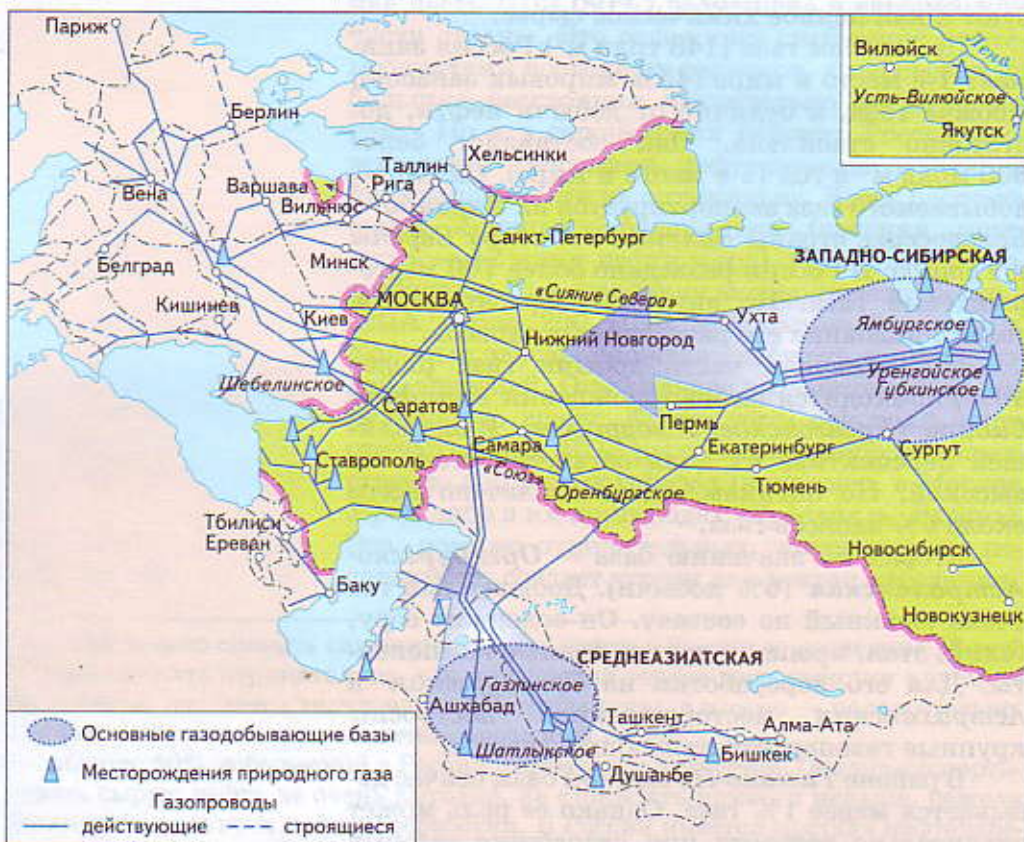 Париж
Берлин
Вена
Варшава
Вильнюс
Рига
Таллин
Хельсинки
Санкт-Петербург
Белград
Минск
Кишинев
Киев
МОСКВА
«Сияние Севера»
Ухта
Нижний Новгород
ЗАПАДНО-СИБИРСКАЯ
Ямбургское
Уренгойское
Губкинское
Шебелинское
Саратов
Самара
Пермь
Екатеринбург
Сургут
Ставрополь
«Союз»
Оренбургское
Тюмень
Тбилиси
Ереван
Баку
Новосибирск
Новокузнецк
СРЕДНЕАЗИАТСКАЯ
Газлинское
Ашхабад
Шатлыкское
Ташкент
Алма-Ата
Бишкек
Душанбе
Вилюйск
Лена
Усть-Вилюйское
Якутск
Основные газодобывающие базы
Месторождения природного газа
Газопроводы
действующие
строящиеся